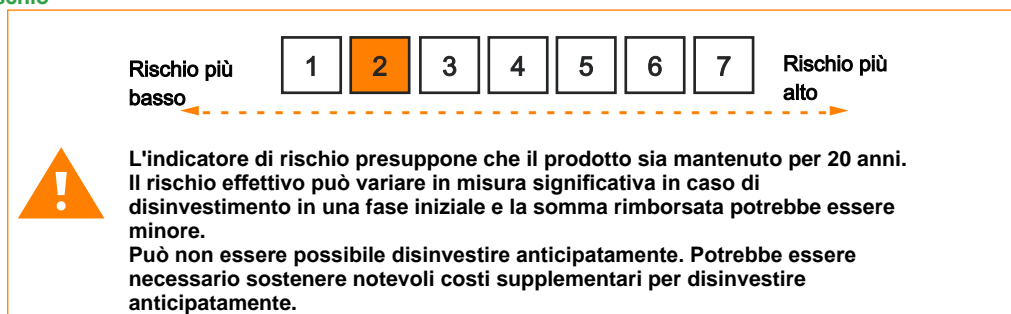 Rischio più
basso
1 2 3 4 5 6 7
Rischio più
alto
!
L'indicatore di rischio presuppone che il prodotto sia mantenuto per 20 anni.
Il rischio effettivo può variare in misura significativa in caso di
disinvestimento in una fase iniziale e la somma rimborsata potrebbe essere
minore.
Può non essere possibile disinvestire anticipatamente. Potrebbe essere
necessario sostenere notevoli costi supplementari per disinvestire
anticipatamente.